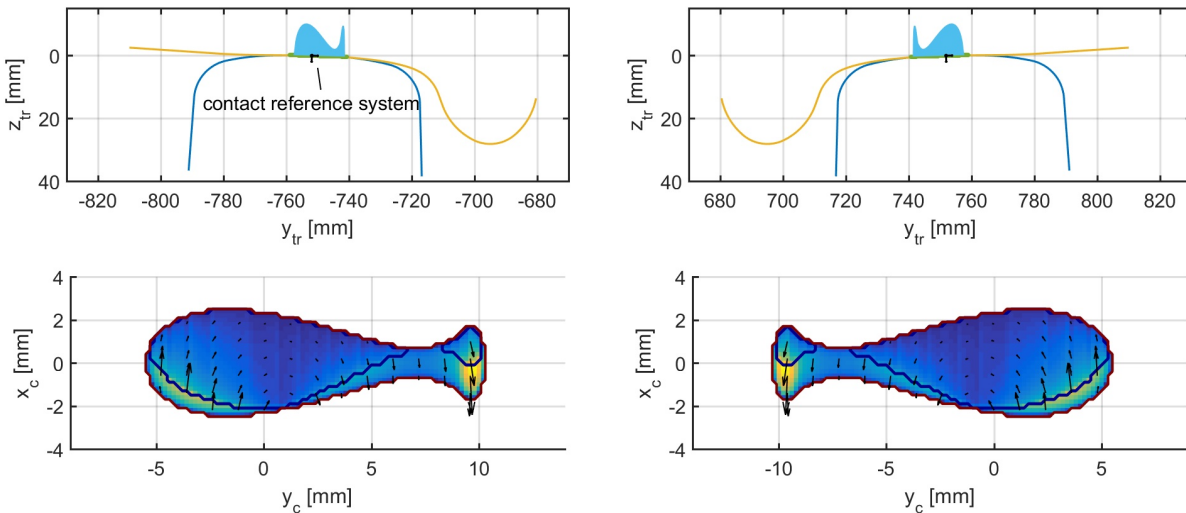 z_tr [mm]
0
20
40
contact reference system
-820 -800 -780 -760 -740 -720 -700 -680
y_tr [mm]
z_tr [mm]
0
20
40
680 700 720 740 760 780 800 820
y_tr [mm]
x_c [mm]
4
2
0
-2
-4
-5 0 5 10
y_c [mm]
x_c [mm]
4
2
0
-2
-4
-10 -5 0 5
y_c [mm]